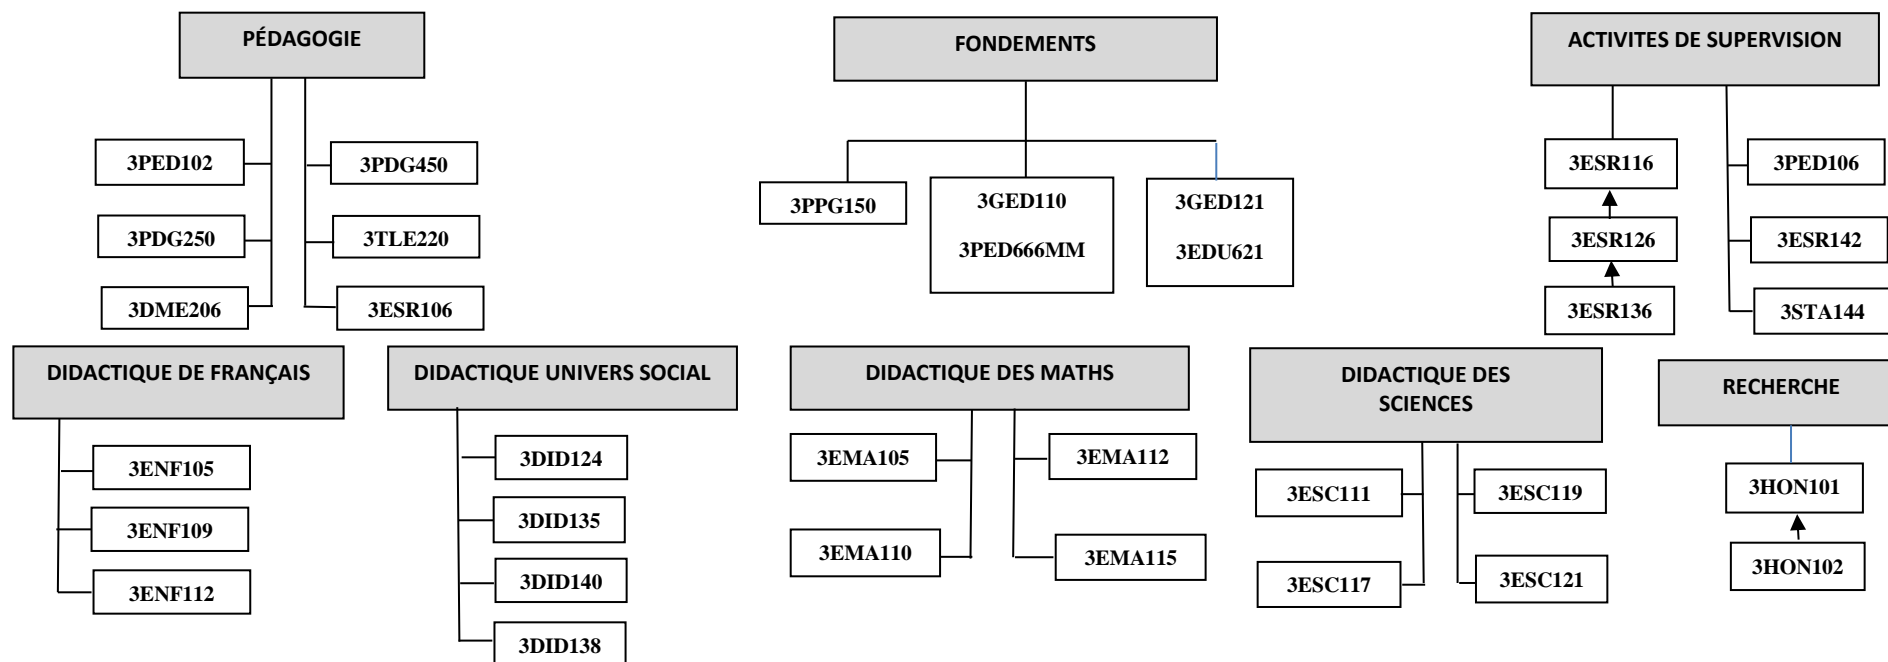 PÉDAGOGIE
3PED102
3PDG450
3PDG250
3TLE220
3DME206
3ESR106
FONDEMENTS
3PPG150
3GED110
3PED666MM
3GED121
3EDU621
ACTIVITES DE SUPERVISION
3ESR116
3PED106
3ESR126
3ESR142
3ESR136
3STA144
DIDACTIQUE DE FRANÇAIS
3ENF105
3ENF109
3ENF112
DIDACTIQUE UNIVERS SOCIAL
3DID124
3DID135
3DID140
3DID138
DIDACTIQUE DES MATHS
3EMA105
3EMA112
3EMA110
3EMA115
DIDACTIQUE DES
SCIENCES
3ESC111
3ESC119
3ESC117
3ESC121
RECHERCHE
3HON101
3HON102